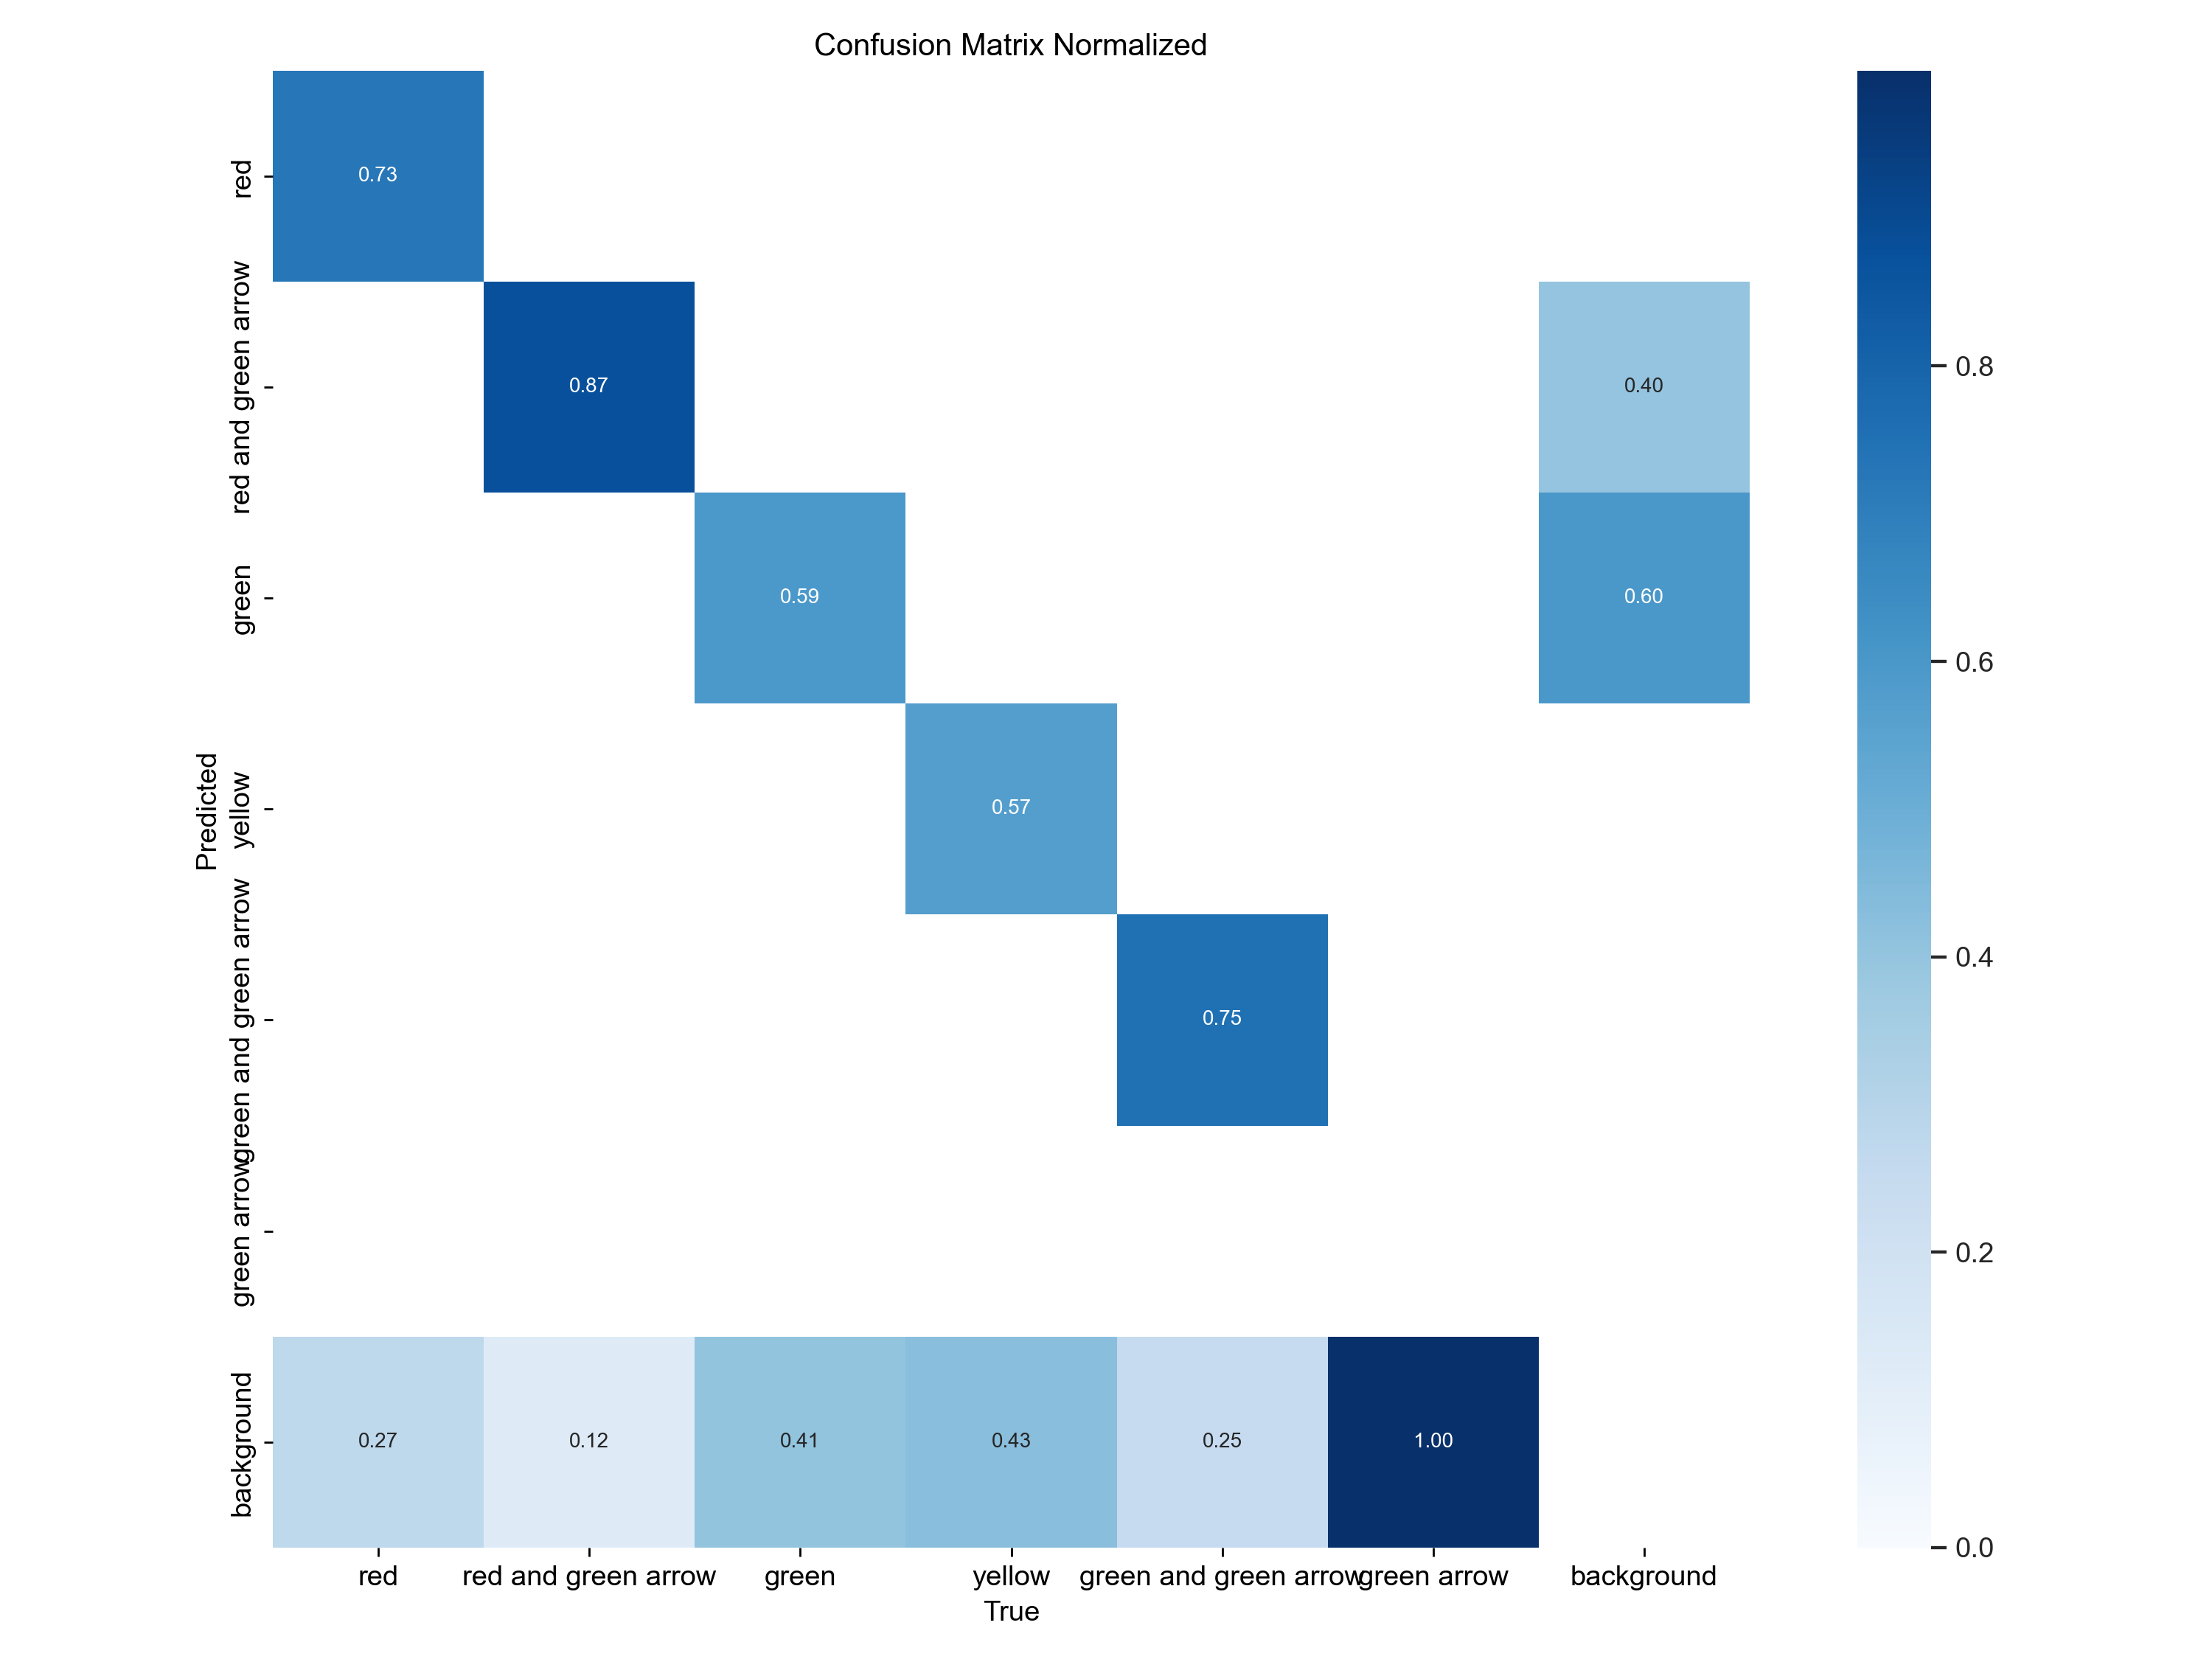 Confusion Matrix Normalized
Predicted
red
0.73
red and green arrow
0.87
0.40
green
0.59
0.60
yellow
0.57
green and green arrow
0.75
green arrow
background
0.27
0.12
0.41
0.43
0.25
1.00
red
red and green arrow
green
yellow
green and green arrow
green arrow
background
True
0.8
0.6
0.4
0.2
0.0